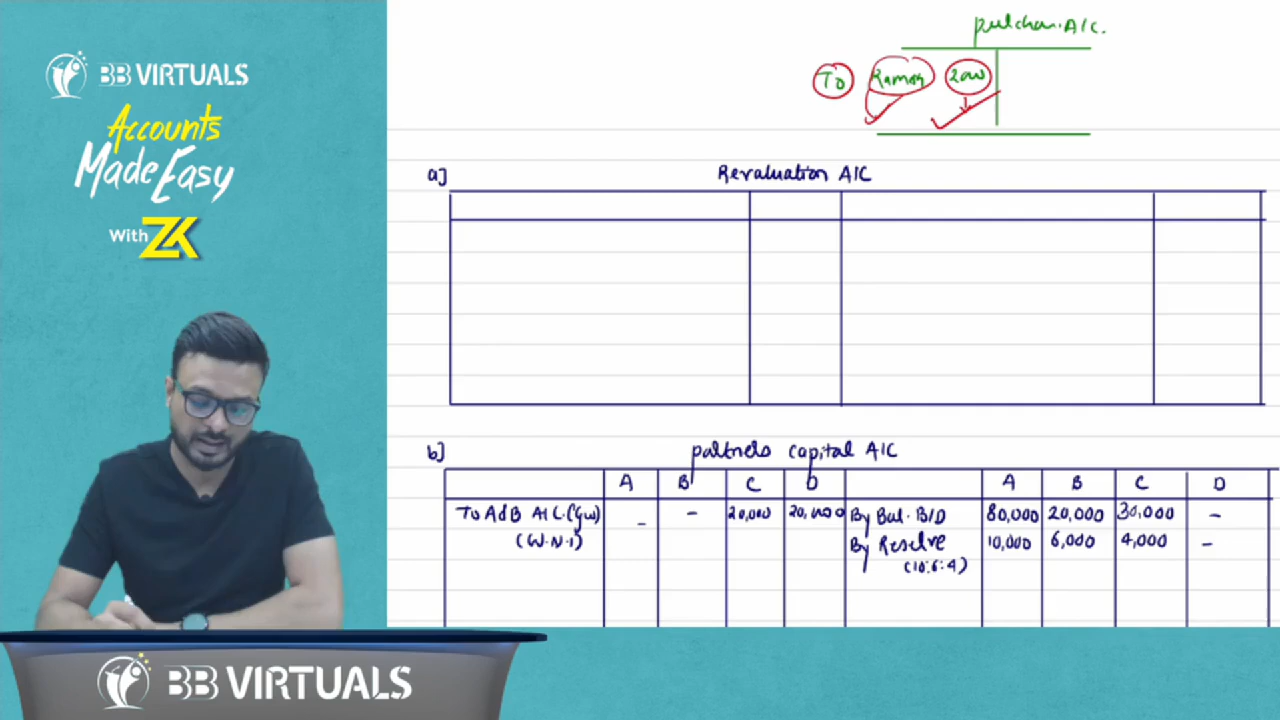 BB VIRTUALS
Accounts
Made Easy
With ZK
purchas. A/C.
To Raman 200
a] Revaluation A/C
b] partners capital A/C
A B C D A B C D
To A&B A/C.(gw) - - 20,000 20,000 By Bal. B/D 80,000 20,000 30,000 -
(W.N.1) By Reserve 10,000 6,000 4,000 -
(10:6:4)
BB VIRTUALS